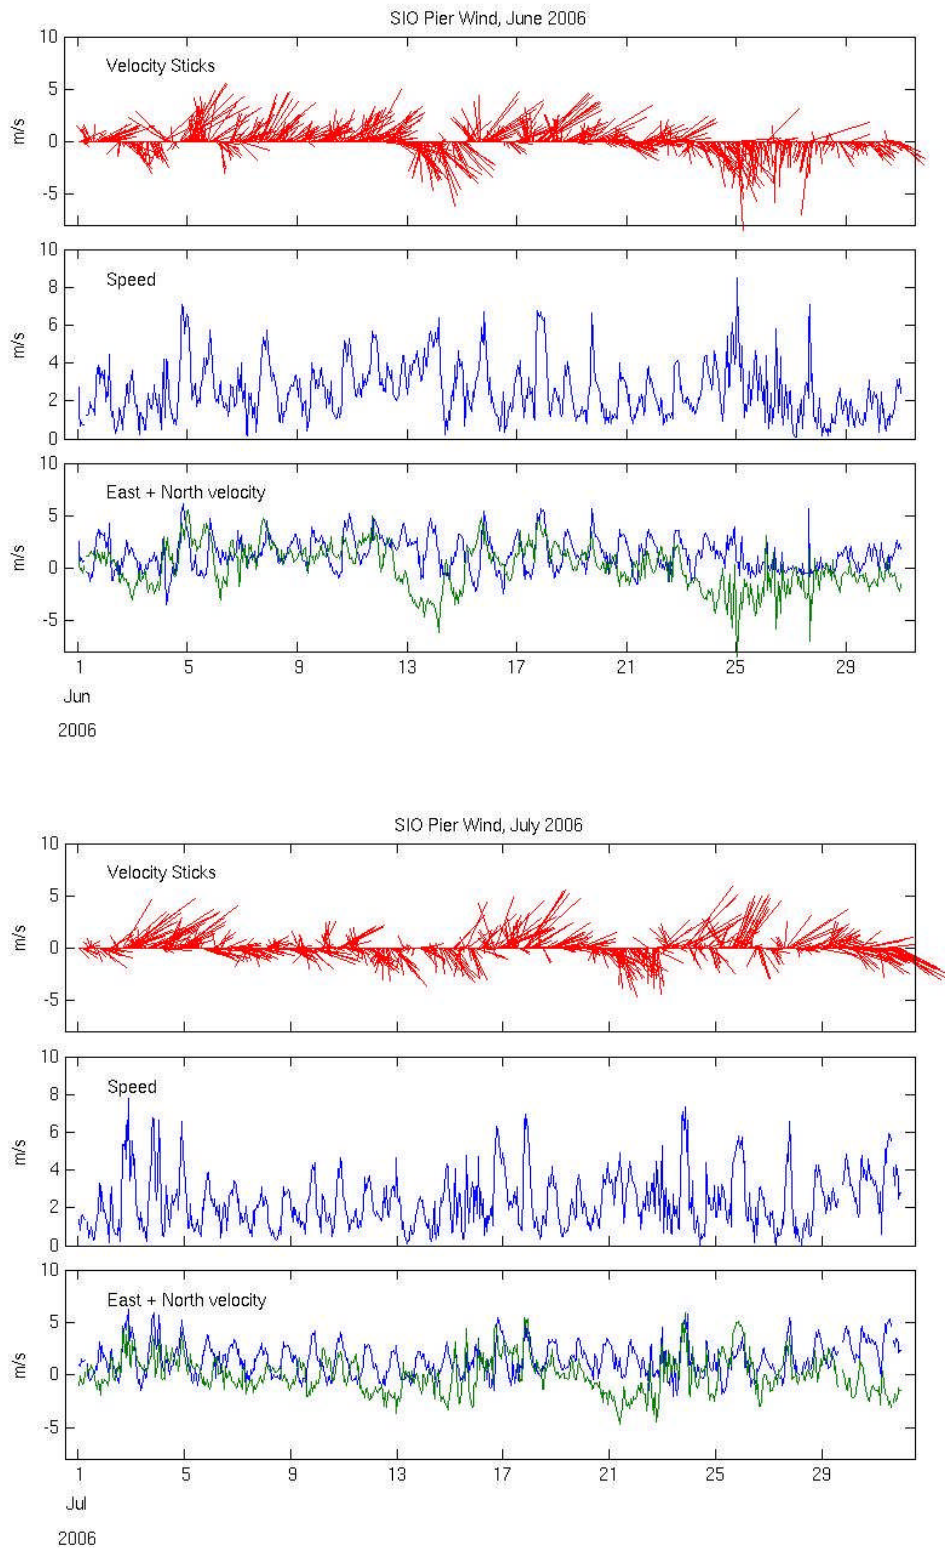 SIO Pier Wind, June 2006
10
Velocity Sticks
5
m/s
0
-5
10
Speed
8
6
m/s
4
2
0
10
East + North velocity
5
m/s
0
-5
1 5 9 13 17 21 25 29
Jun
2006
SIO Pier Wind, July 2006
10
Velocity Sticks
5
m/s
0
-5
10
Speed
8
6
m/s
4
2
0
10
East + North velocity
5
m/s
0
-5
1 5 9 13 17 21 25 29
Jul
2006